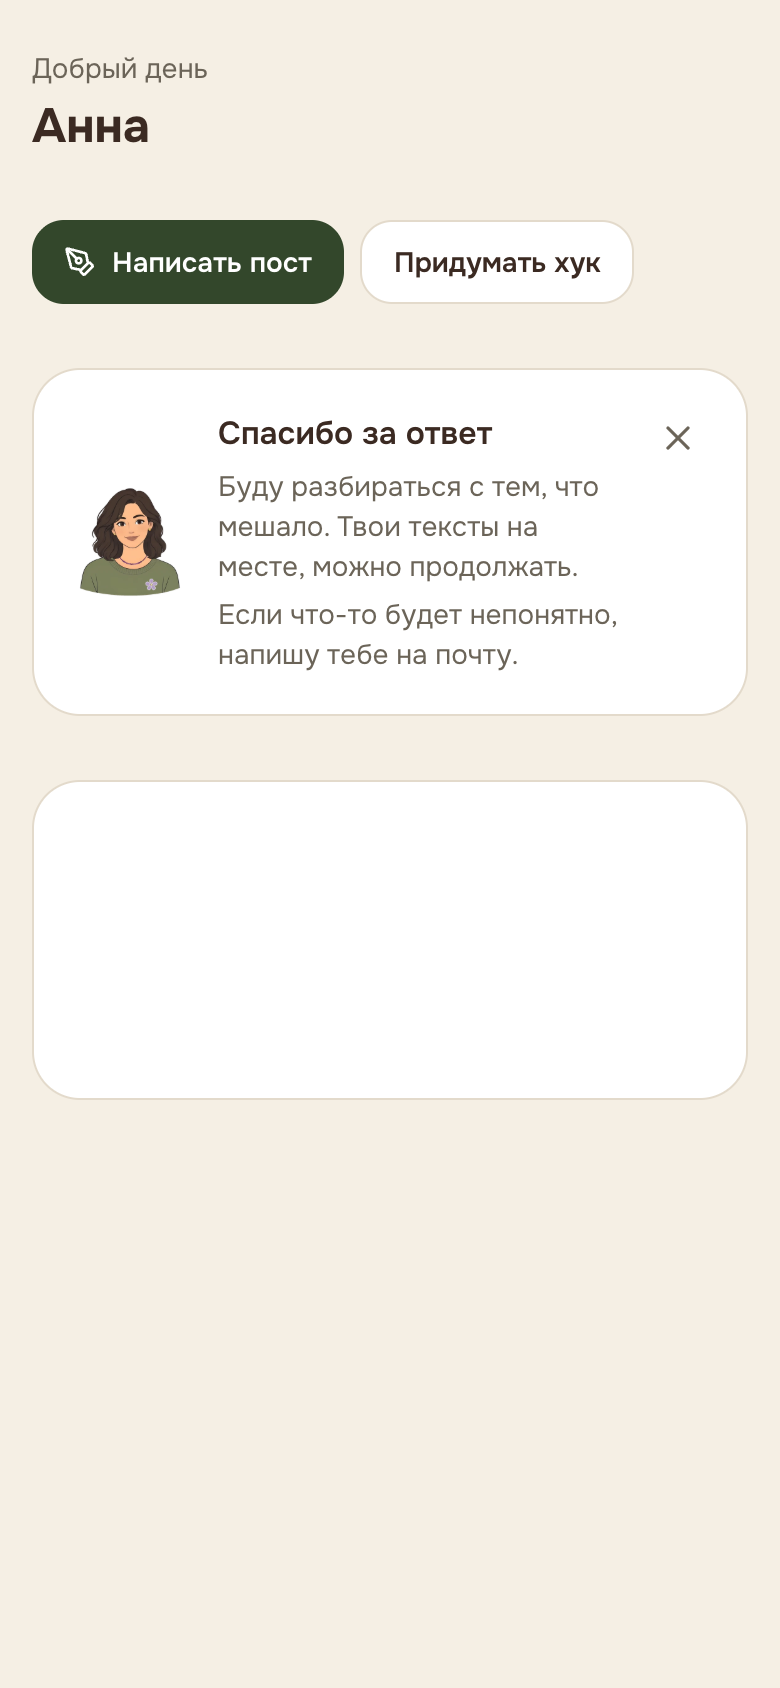 Добрый день
Анна
Написать пост
Придумать хук
Спасибо за ответ
Буду разбираться с тем, что
мешало. Твои тексты на
месте, можно продолжать.
Если что-то будет непонятно,
напишу тебе на почту.